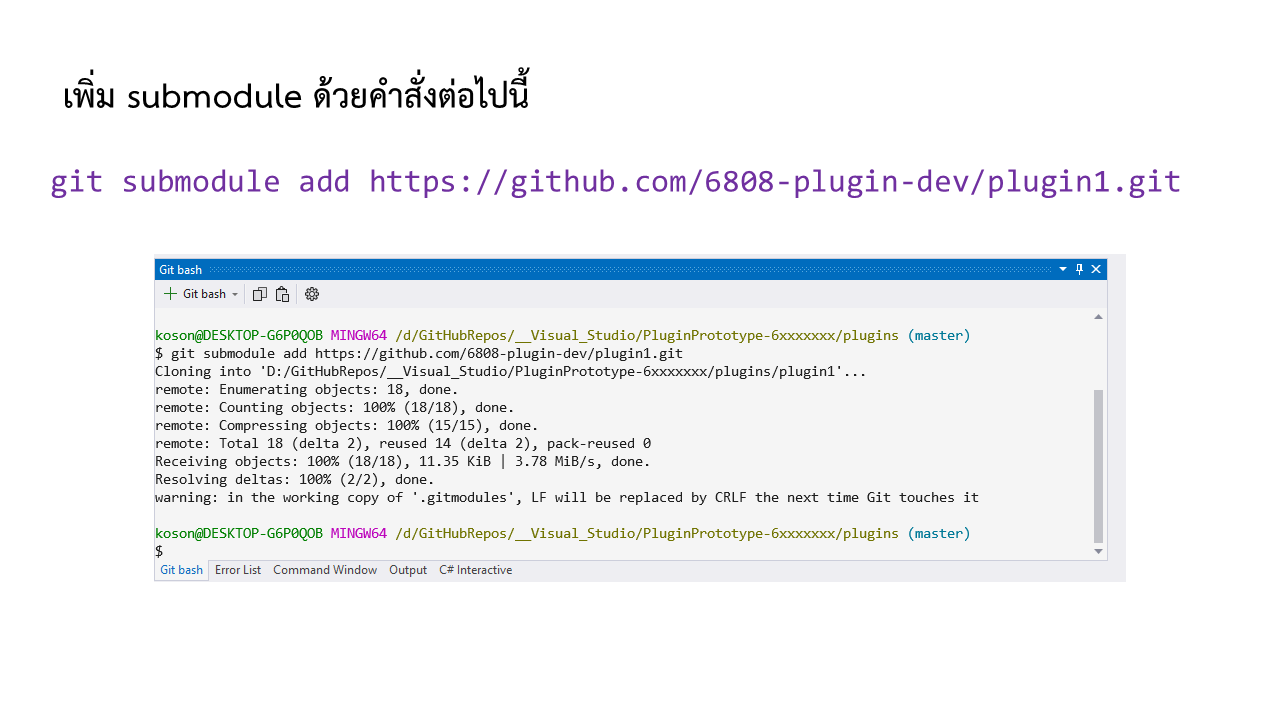 เพิ่ม submodule ด้วยคำสั่งต่อไปนี้
git submodule add https://github.com/6808-plugin-dev/plugin1.git
Git bash
Git bash
koson@DESKTOP-G6P0QOB MINGW64 /d/GitHubRepos/__Visual_Studio/PluginPrototype-6xxxxxxx/plugins (master)
$ git submodule add https://github.com/6808-plugin-dev/plugin1.git
Cloning into 'D:/GitHubRepos/__Visual_Studio/PluginPrototype-6xxxxxxx/plugins/plugin1'...
remote: Enumerating objects: 18, done.
remote: Counting objects: 100% (18/18), done.
remote: Compressing objects: 100% (15/15), done.
remote: Total 18 (delta 2), reused 14 (delta 2), pack-reused 0
Receiving objects: 100% (18/18), 11.35 KiB | 3.78 MiB/s, done.
Resolving deltas: 100% (2/2), done.
warning: in the working copy of '.gitmodules', LF will be replaced by CRLF the next time Git touches it
koson@DESKTOP-G6P0QOB MINGW64 /d/GitHubRepos/__Visual_Studio/PluginPrototype-6xxxxxxx/plugins (master)
$
Git bash Error List Command Window Output C# Interactive